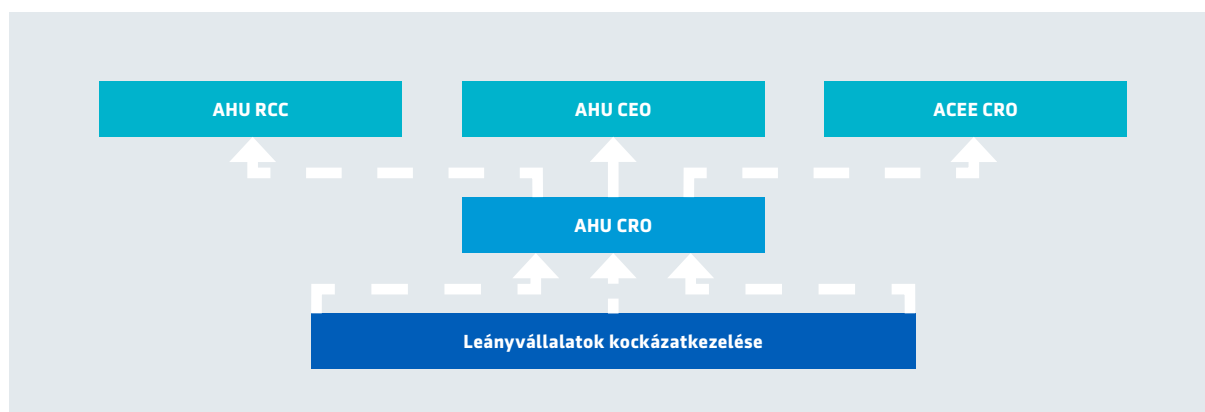 AHU RCC
AHU CEO
ACEE CRO
AHU CRO
Leányvállalatok kockázatkezelése